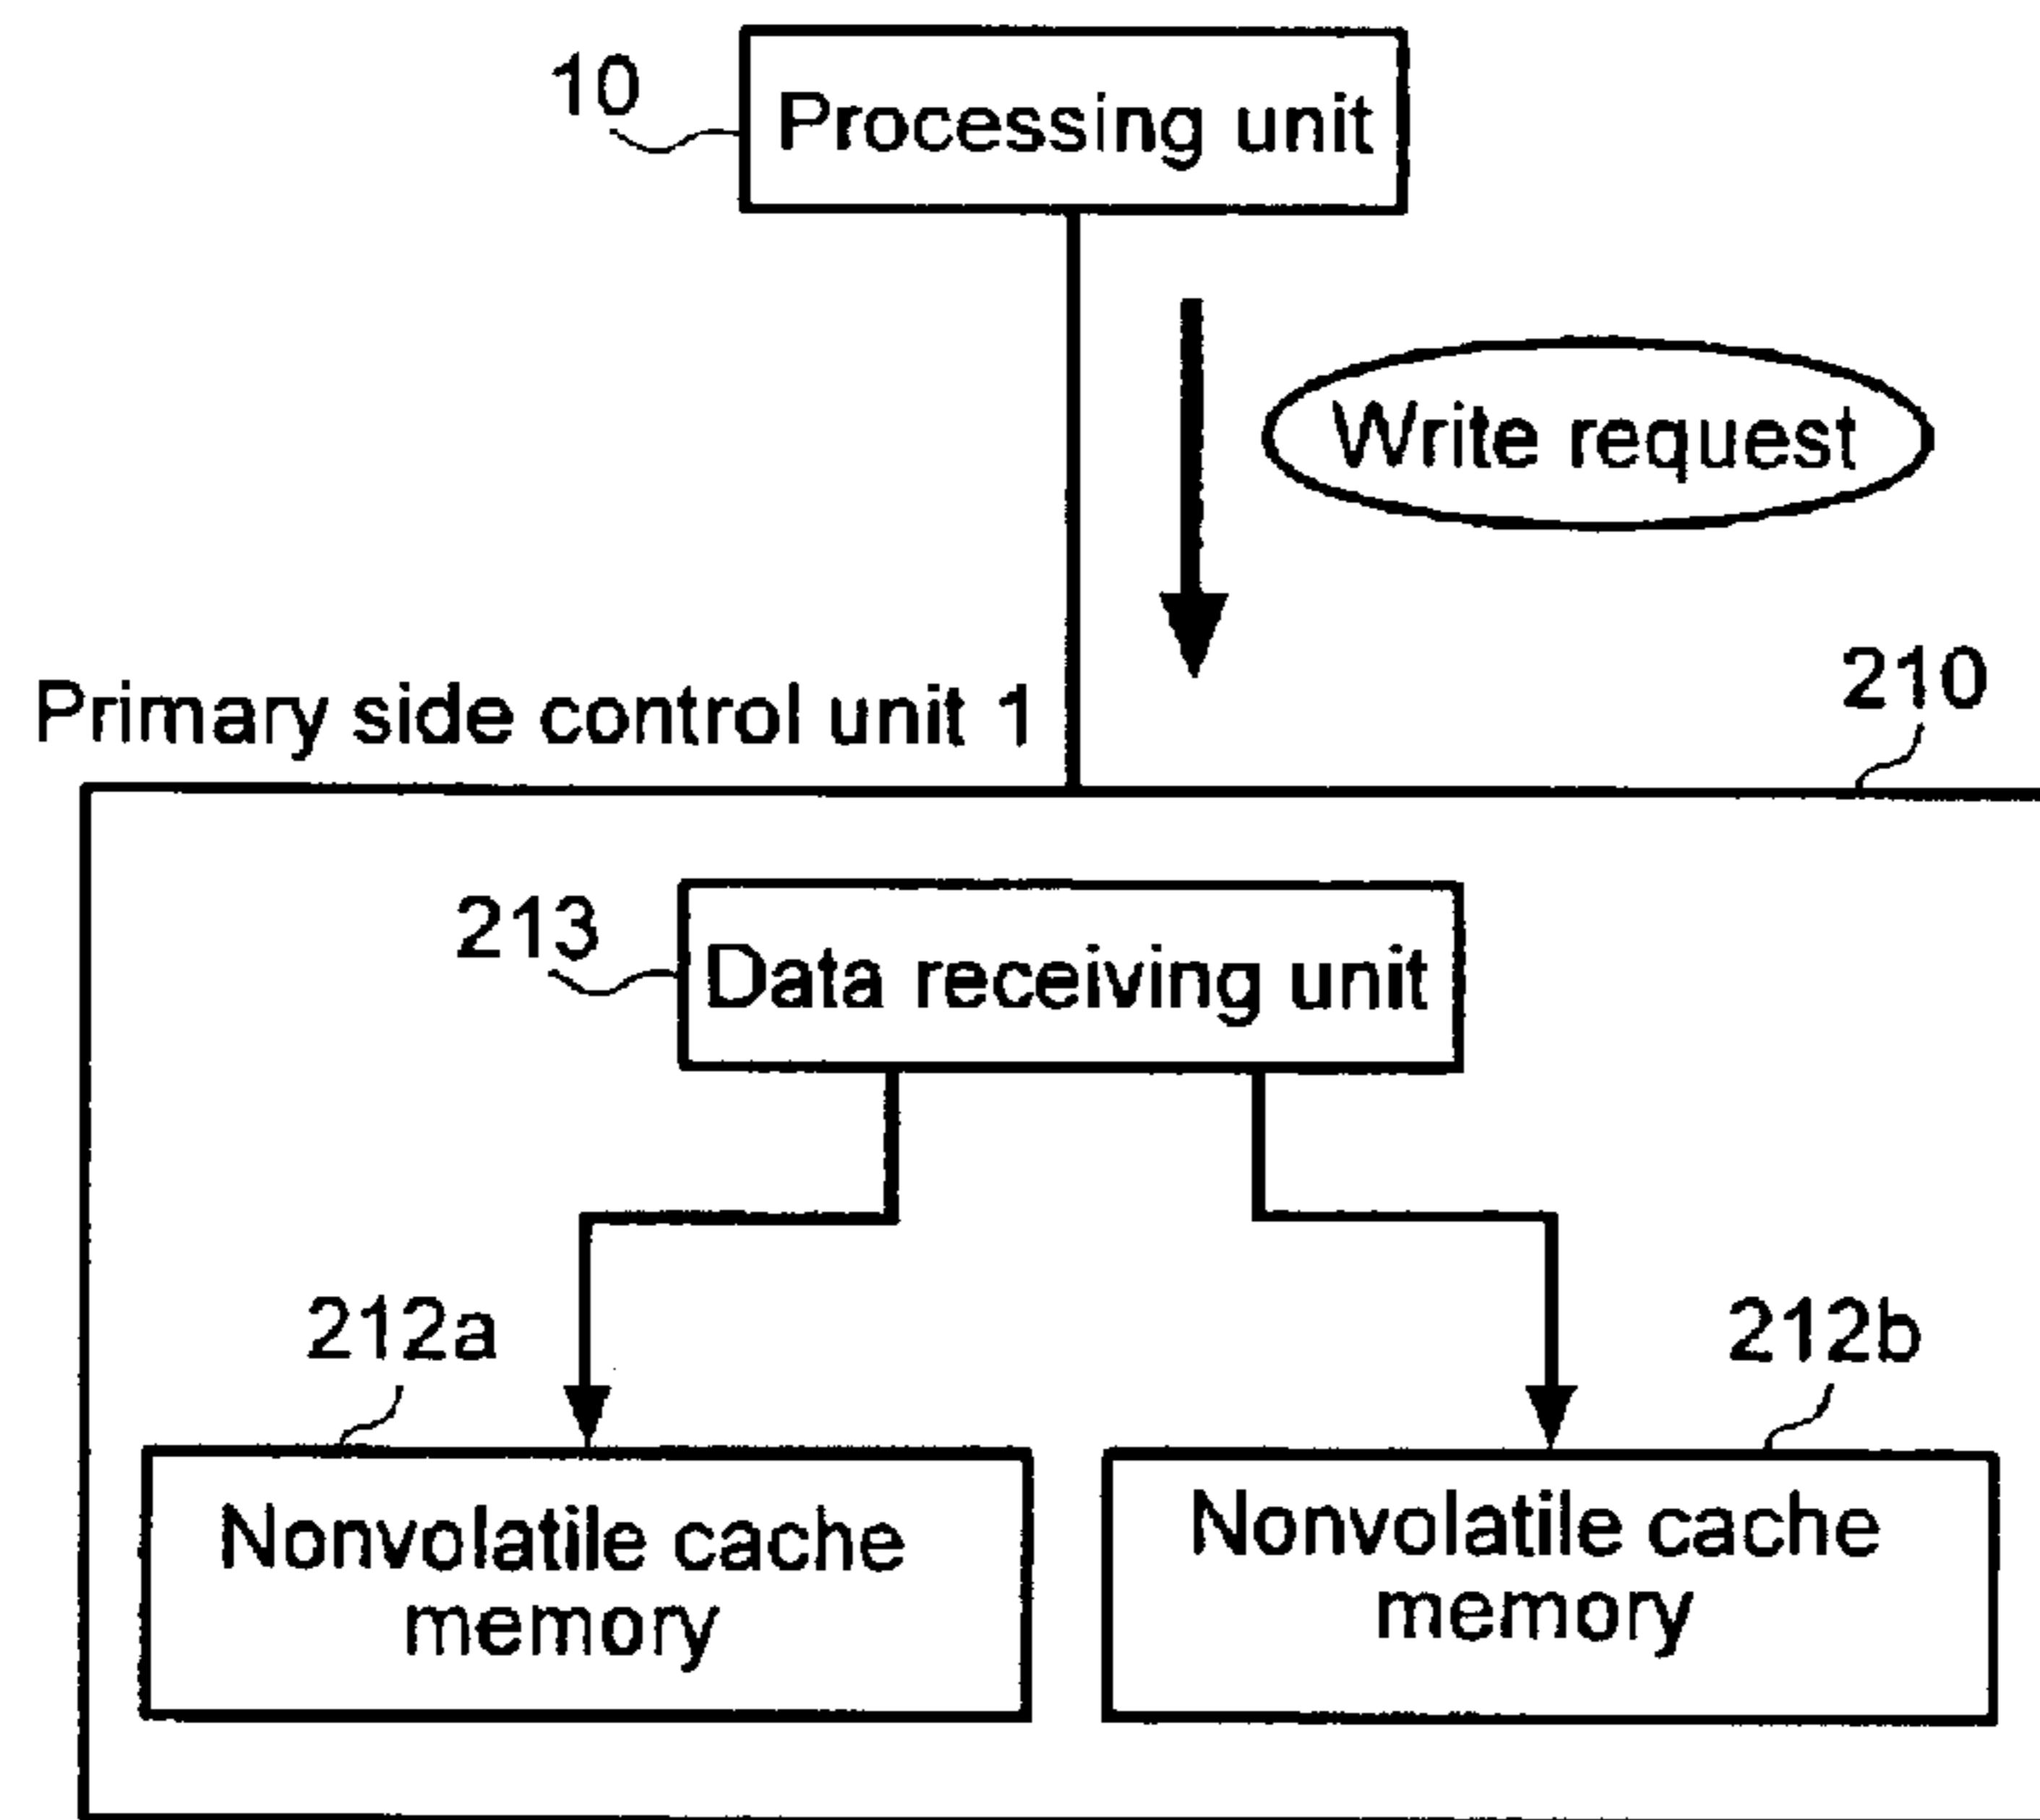 10
Processing unit
Write request
Primary side control unit 1
210
213
Data receiving unit
212a
212b
Nonvolatile cache
memory
Nonvolatile cache
memory